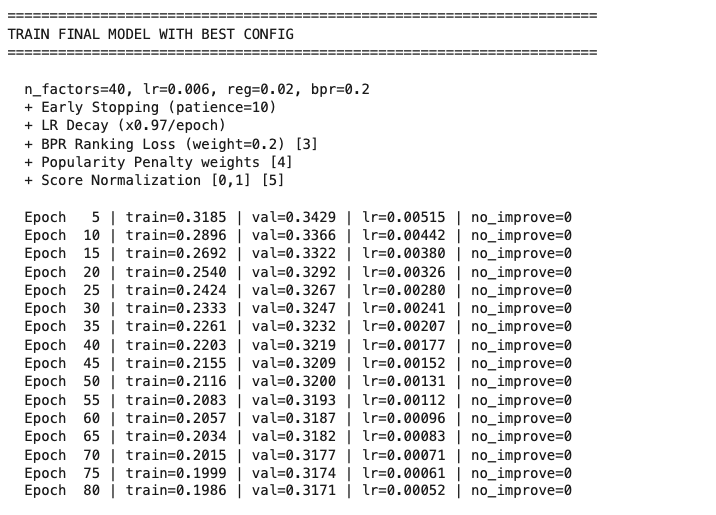 ======================================================================
TRAIN FINAL MODEL WITH BEST CONFIG
======================================================================
n_factors=40, lr=0.006, reg=0.02, bpr=0.2
+ Early Stopping (patience=10)
+ LR Decay (x0.97/epoch)
+ BPR Ranking Loss (weight=0.2) [3]
+ Popularity Penalty weights [4]
+ Score Normalization [0,1] [5]
Epoch   5 | train=0.3185 | val=0.3429 | lr=0.00515 | no_improve=0
Epoch  10 | train=0.2896 | val=0.3366 | lr=0.00442 | no_improve=0
Epoch  15 | train=0.2692 | val=0.3322 | lr=0.00380 | no_improve=0
Epoch  20 | train=0.2540 | val=0.3292 | lr=0.00326 | no_improve=0
Epoch  25 | train=0.2424 | val=0.3267 | lr=0.00280 | no_improve=0
Epoch  30 | train=0.2333 | val=0.3247 | lr=0.00241 | no_improve=0
Epoch  35 | train=0.2261 | val=0.3232 | lr=0.00207 | no_improve=0
Epoch  40 | train=0.2203 | val=0.3219 | lr=0.00177 | no_improve=0
Epoch  45 | train=0.2155 | val=0.3209 | lr=0.00152 | no_improve=0
Epoch  50 | train=0.2116 | val=0.3200 | lr=0.00131 | no_improve=0
Epoch  55 | train=0.2083 | val=0.3193 | lr=0.00112 | no_improve=0
Epoch  60 | train=0.2057 | val=0.3187 | lr=0.00096 | no_improve=0
Epoch  65 | train=0.2034 | val=0.3182 | lr=0.00083 | no_improve=0
Epoch  70 | train=0.2015 | val=0.3177 | lr=0.00071 | no_improve=0
Epoch  75 | train=0.1999 | val=0.3174 | lr=0.00061 | no_improve=0
Epoch  80 | train=0.1986 | val=0.3171 | lr=0.00052 | no_improve=0